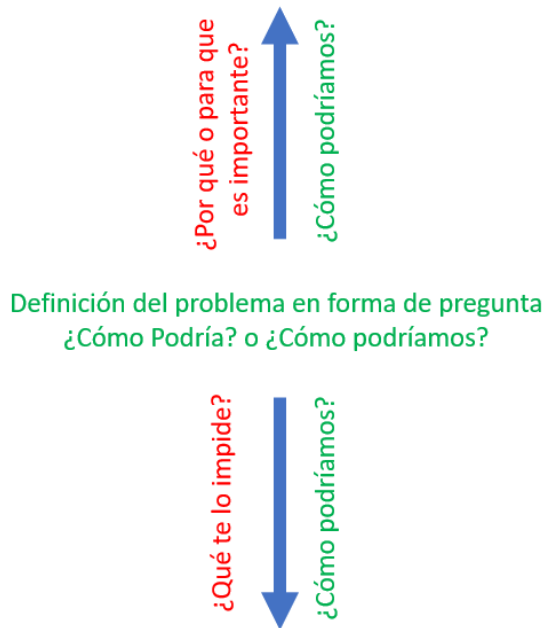 ¿Por qué o para que
es importante?
¿Cómo podríamos?
Definición del problema en forma de pregunta
¿Cómo Podría? o ¿Cómo podríamos?
¿Qué te lo impide?
¿Cómo podríamos?